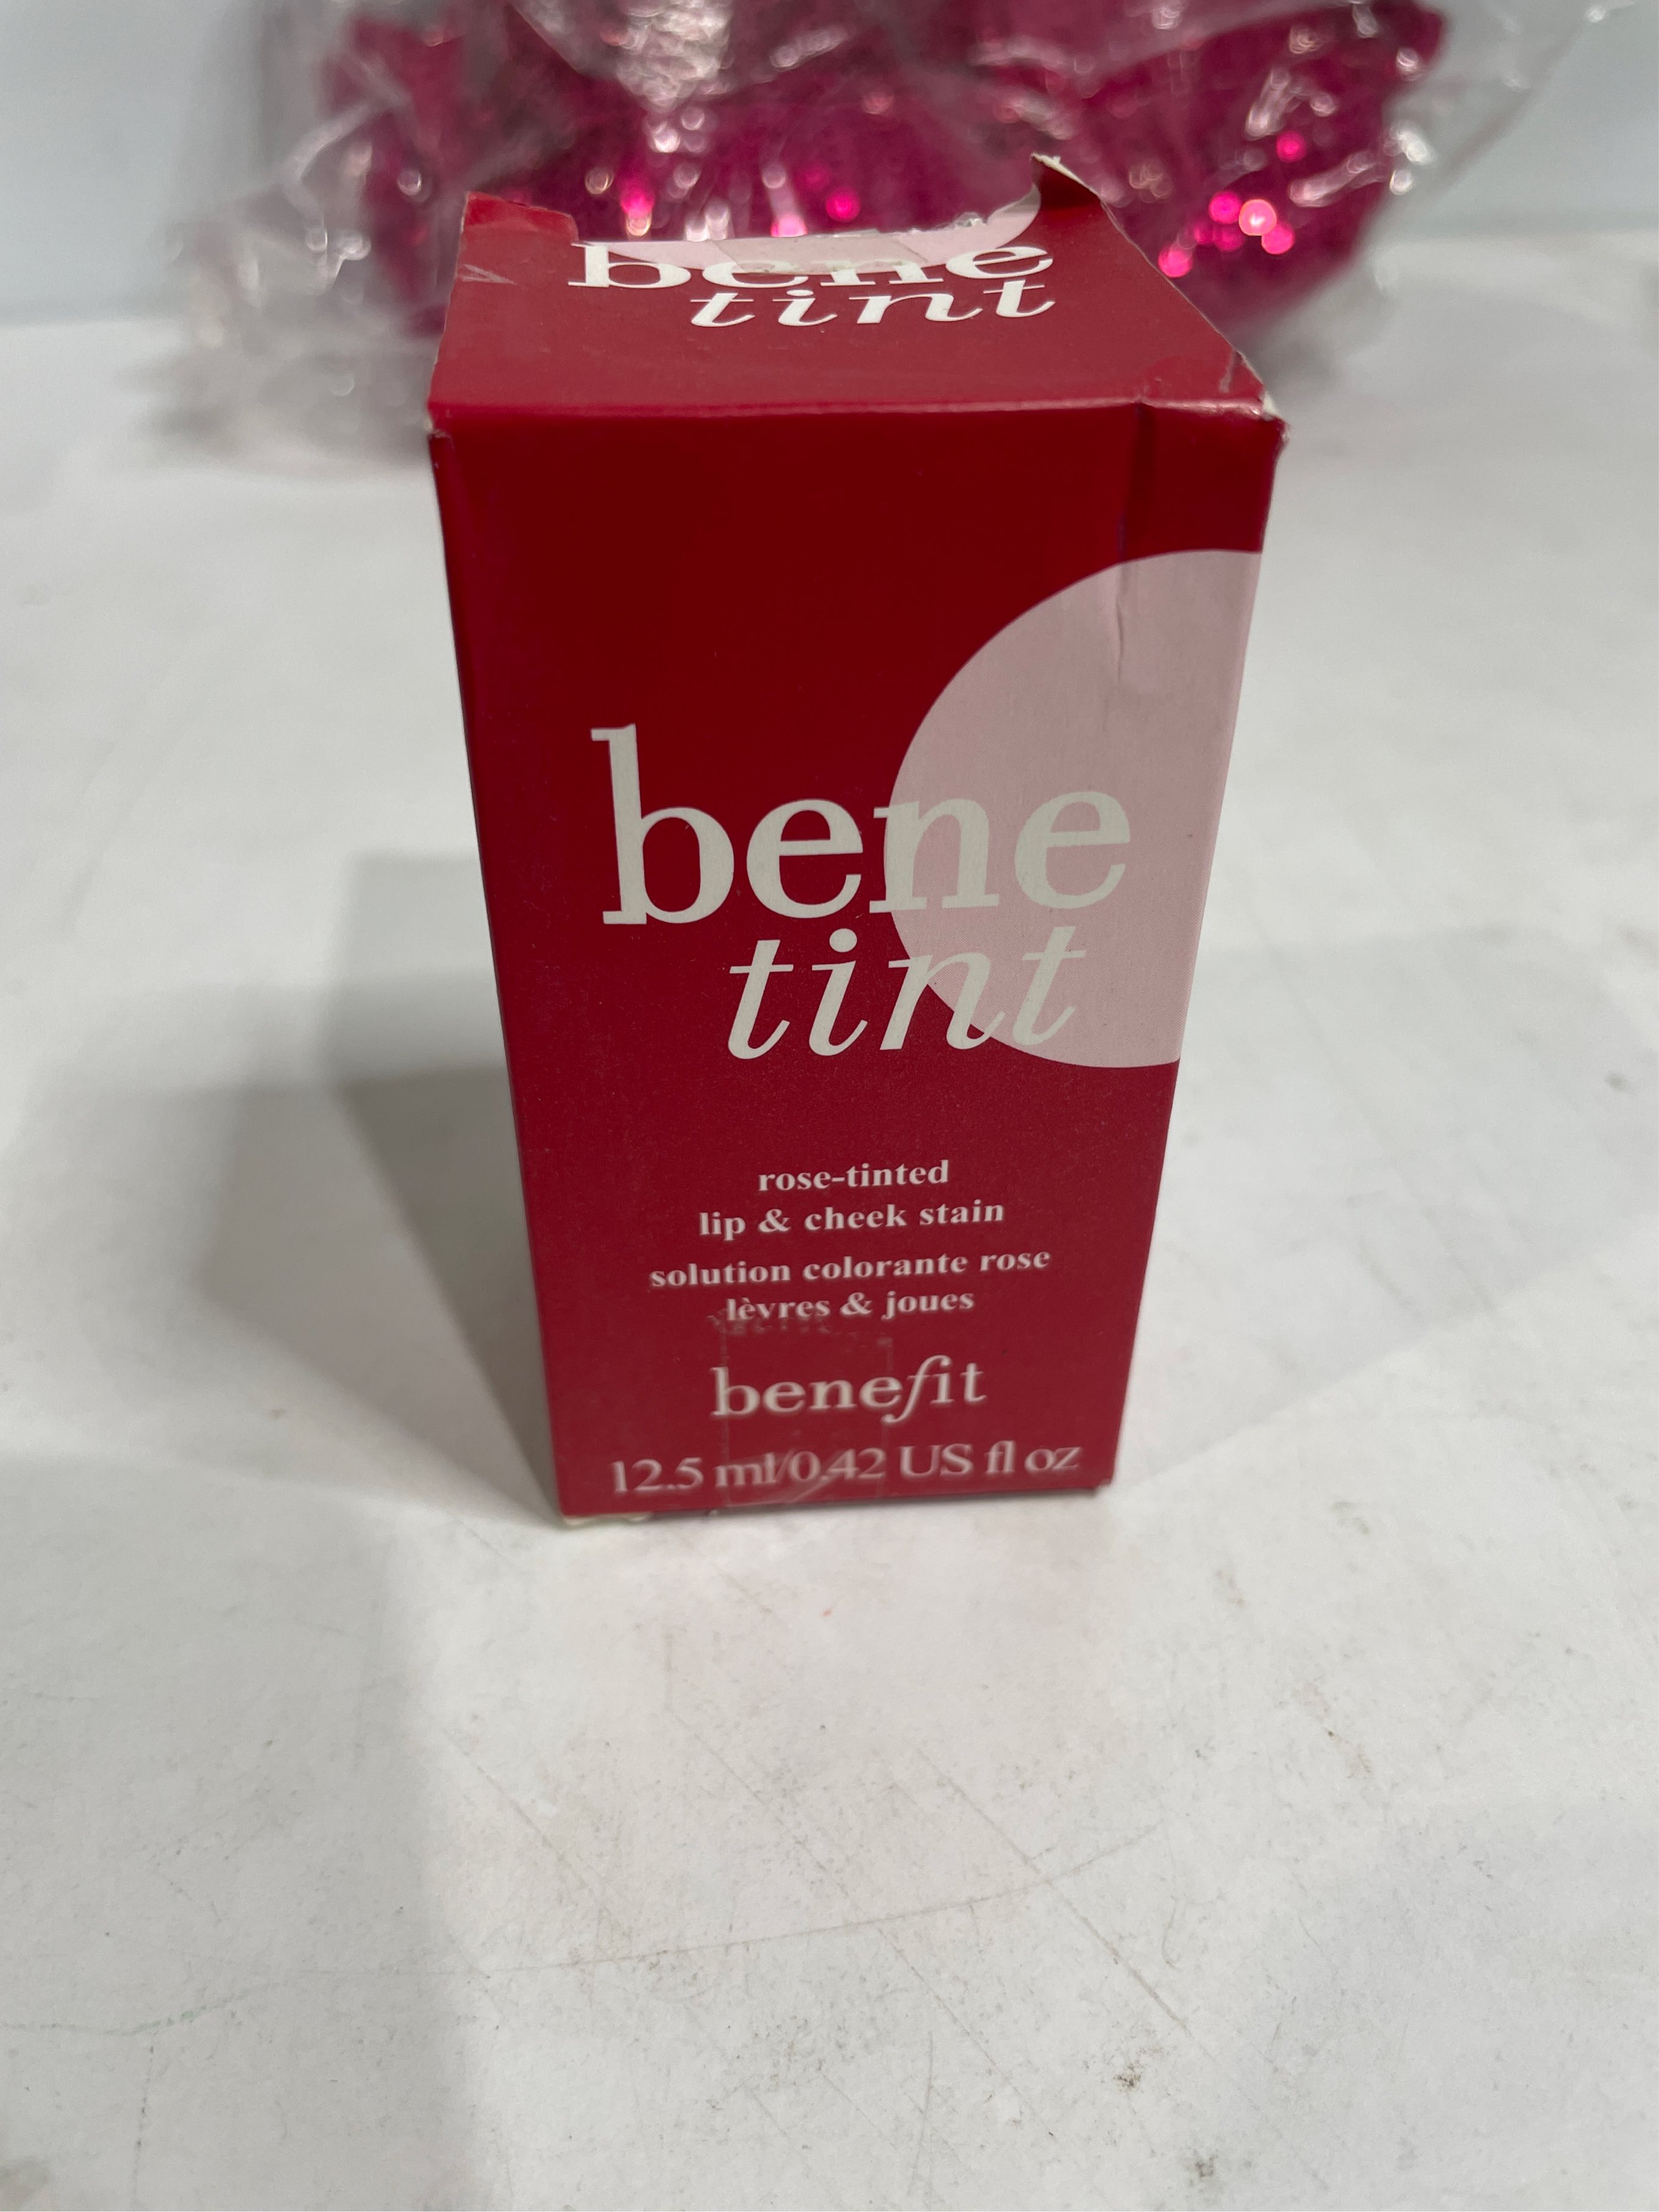 bene
tint
bene
tint
rose-tinted
lip & cheek stain
solution colorante rose
lèvres & joues
benefit
12.5 ml/0.42 US fl oz